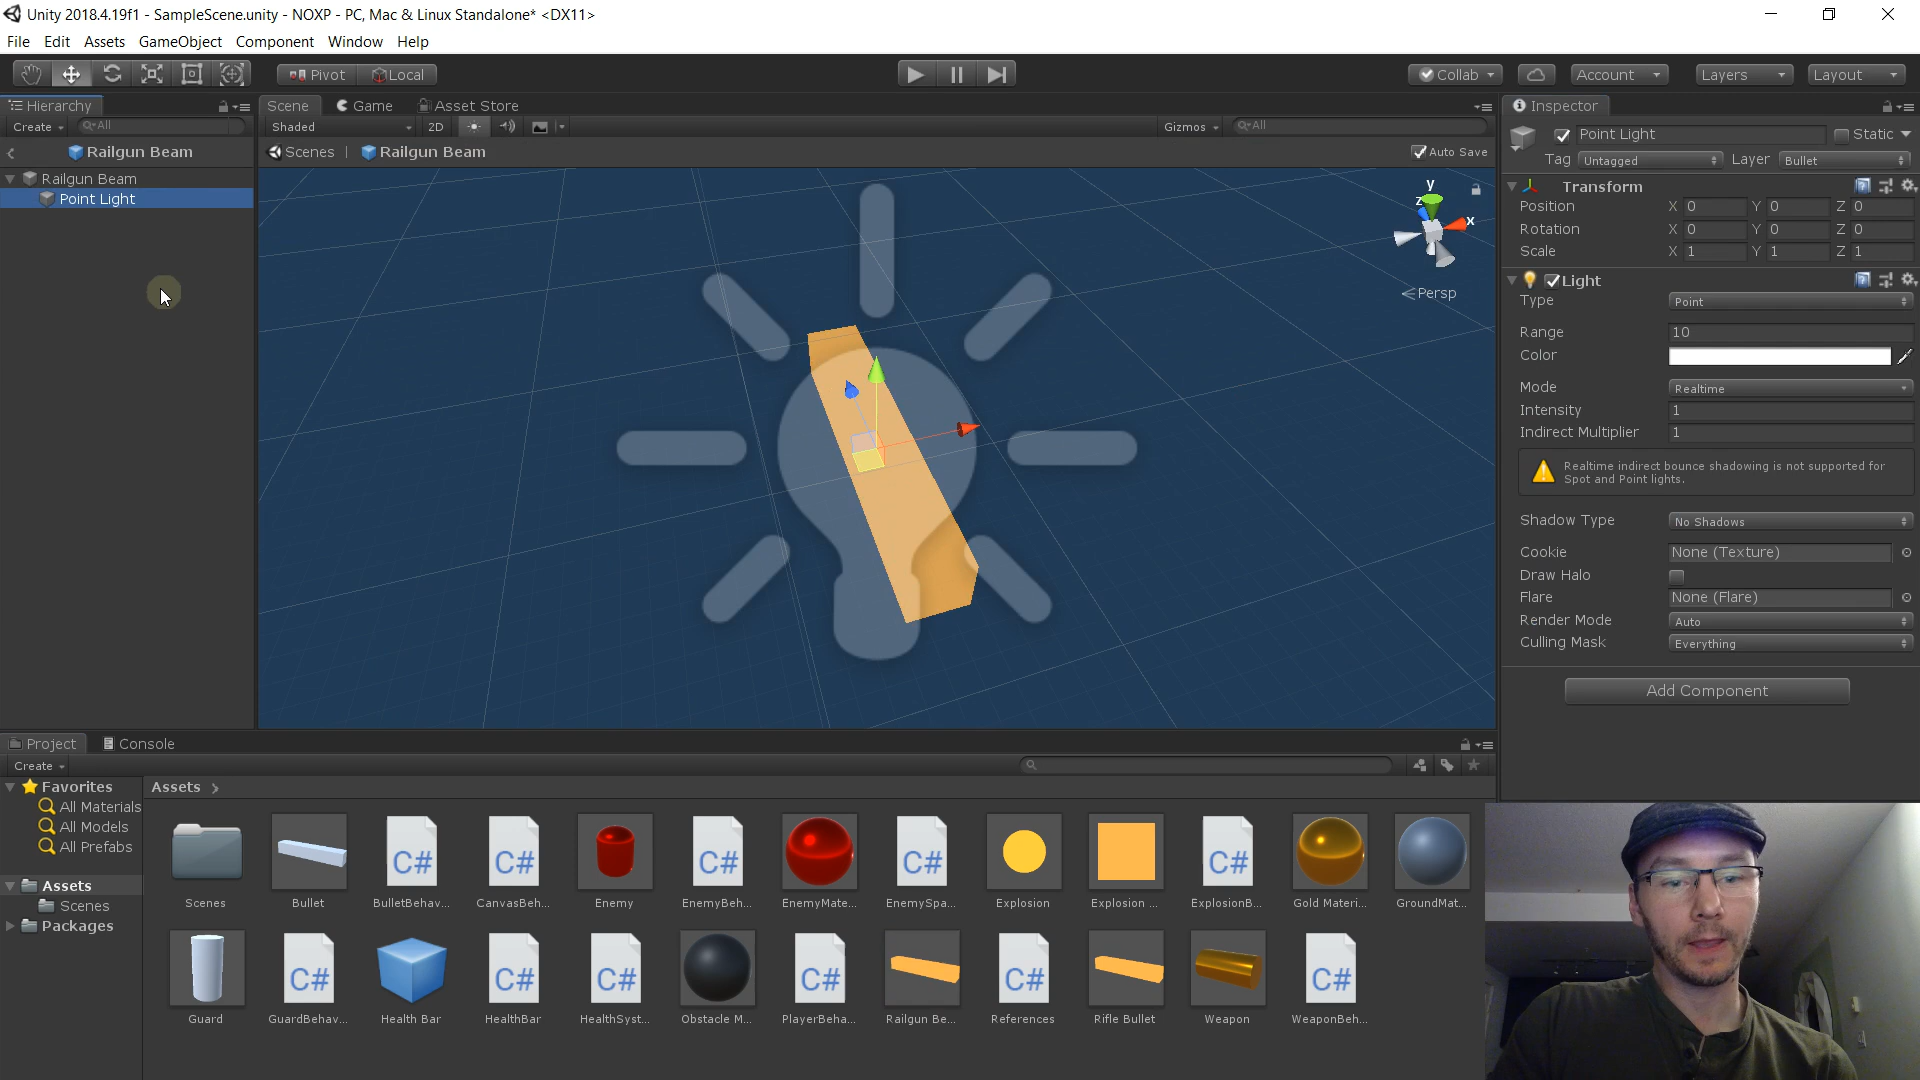 Unity 2018.4.19f1 - SampleScene.unity - NOXP - PC, Mac & Linux Standalone* <DX11>
File Edit Assets GameObject Component Window Help
Pivot Local Collab Account Layers Layout
Hierarchy Scene Game Asset Store Inspector
Create All Shaded 2D Gizmos All
Point Light Static
Railgun Beam Scenes | Railgun Beam Auto Save
Tag Untagged Layer Bullet
Railgun Beam
Point Light
Transform
Position X 0 Y 0 Z 0
Rotation X 0 Y 0 Z 0
Scale X 1 Y 1 Z 1
y
z
x
Persp
Light
Type Point
Range 10
Color
Mode Realtime
Intensity 1
Indirect Multiplier 1
Realtime indirect bounce shadowing is not supported for
Spot and Point lights.
Shadow Type No Shadows
Cookie None (Texture)
Draw Halo
Flare None (Flare)
Render Mode Auto
Culling Mask Everything
Add Component
Project Console
Create
Favorites
All Materials
All Models
All Prefabs
Assets
Scenes
Packages
Assets
C# C# C# C# C#
Scenes Bullet BulletBehav... CanvasBeh... Enemy EnemyBeh... EnemyMate... EnemySpa... Explosion Explosion ... ExplosionB... Gold Materi... GroundMat...
C# C# C# C# C# C#
Guard GuardBehav... Health Bar HealthBar HealthSyst... Obstacle M... PlayerBeha... Railgun Be... References Rifle Bullet Weapon WeaponBeh...